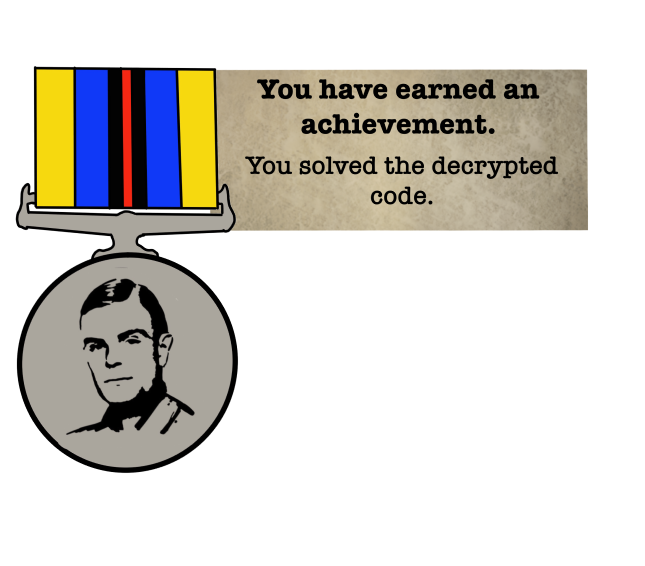 You have earned an
achievement.
You solved the decrypted
code.